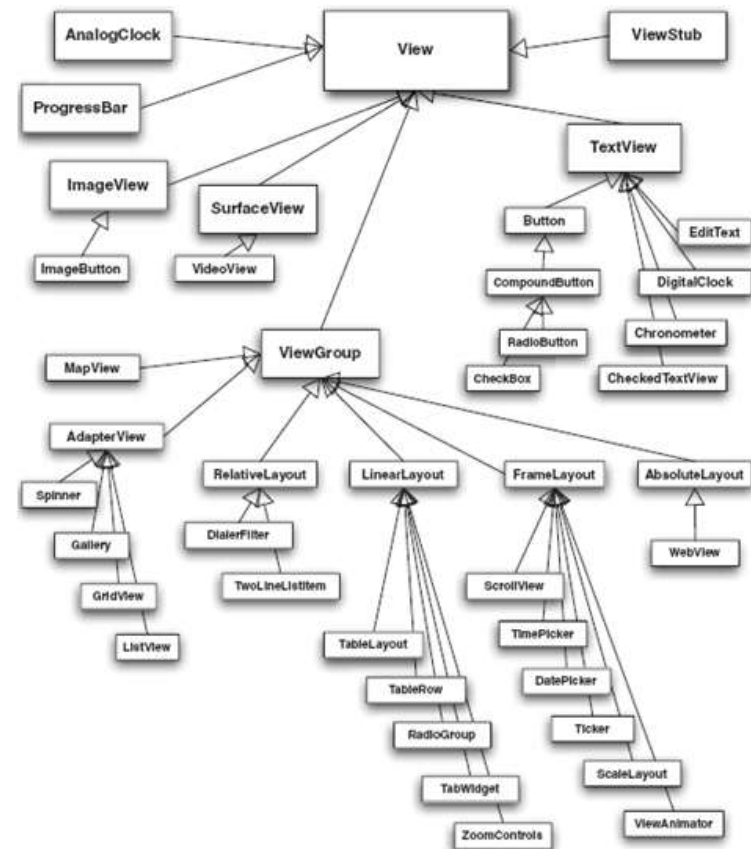 AnalogClock
View
ViewStub
ProgressBar
TextView
ImageView
SurfaceView
Button
EditText
ImageButton
VideoView
CompoundButton
DigitalClock
Chronometer
RadioButton
ViewGroup
MapView
CheckBox
CheckedTextView
AdapterView
RelativeLayout
LinearLayout
FrameLayout
AbsoluteLayout
Spinner
DialerFilter
Gallery
WebView
ScrollView
TwoLineListItem
GridView
TimePicker
TableLayout
ListView
DatePicker
TableRow
Ticker
RadioGroup
ScaleLayout
TabWidget
ViewAnimator
ZoomControls